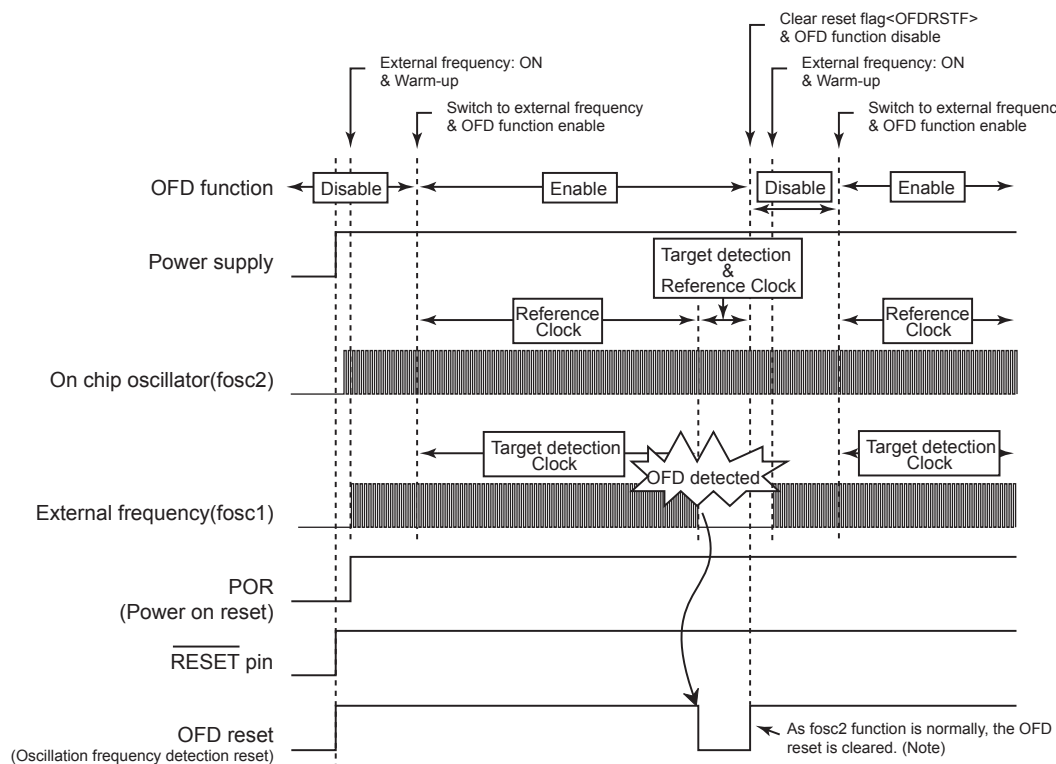 Clear reset flag<OFDRSTF>
& OFD function disable
External frequency: ON
& Warm-up
External frequency: ON
& Warm-up
Switch to external frequency
& OFD function enable
Switch to external frequenc
& OFD function enable
OFD function
Disable
Enable
Disable
Enable
Power supply
Target detection
&
Reference Clock
Reference
Clock
Reference
Clock
On chip oscillator(fosc2)
Target detection
Clock
OFD detected
Target detection
Clock
External frequency(fosc1)
POR
(Power on reset)
RESET pin
OFD reset
(Oscillation frequency detection reset)
As fosc2 function is normally, the OFD
reset is cleared. (Note)